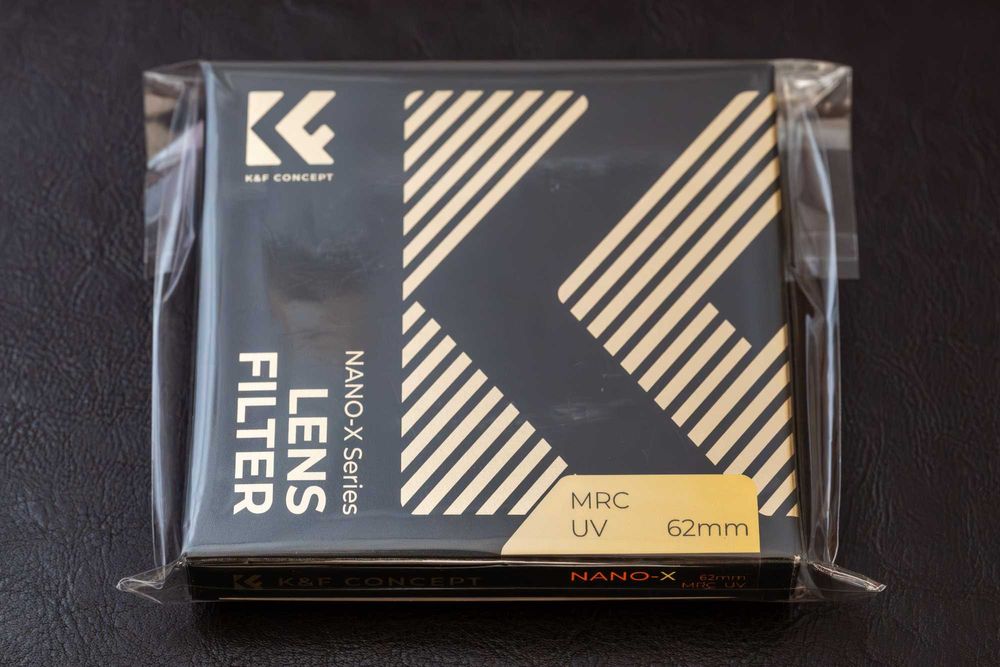 K&F CONCEPT
NANO-X Series
LENS
FILTER
MRC
UV
62mm
K&F CONCEPT
NANO-X
62mm
MRC UV